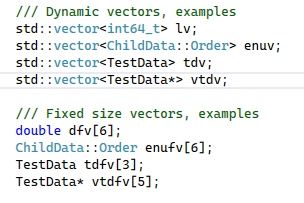 /// Dynamic vectors, examples
std::vector<int64_t> lv;
std::vector<ChildData::Order> enuv;
std::vector<TestData> tdv;
std::vector<TestData*> vtdv;
/// Fixed size vectors, examples
double dfv[6];
ChildData::Order enufv[6];
TestData tdfv[3];
TestData* vtdfv[5];